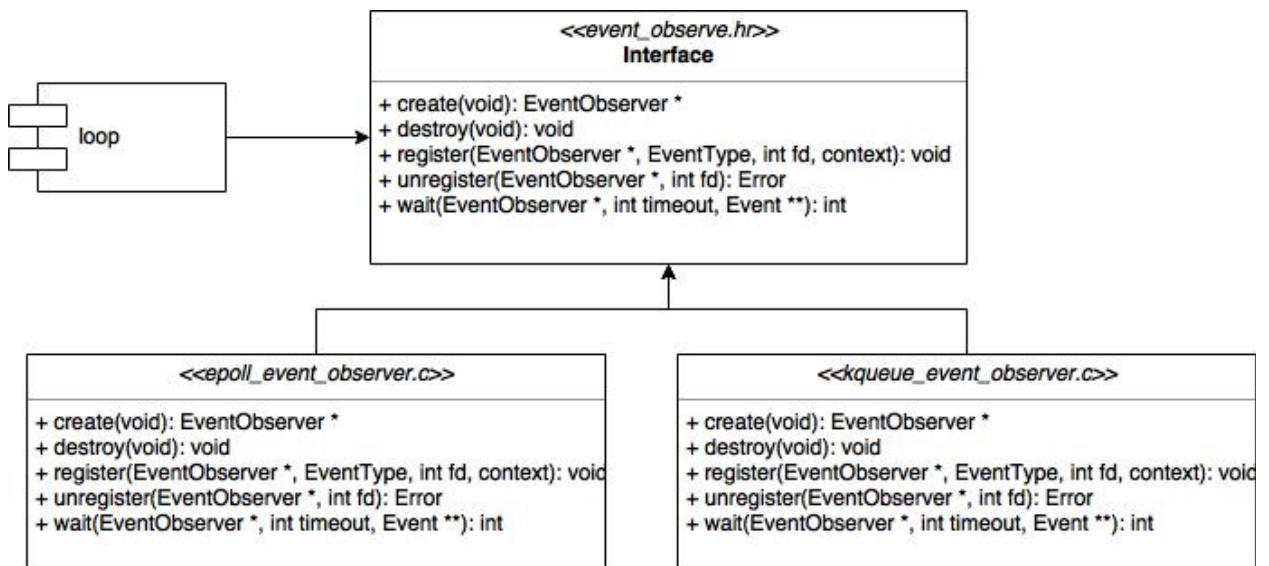 <<event_observe.hr>>
Interface
loop
+ create(void): EventObserver *
+ destroy(void): void
+ register(EventObserver *, EventType, int fd, context): void
+ unregister(EventObserver *, int fd): Error
+ wait(EventObserver *, int timeout, Event **): int
<<epoll_event_observer.c>>
+ create(void): EventObserver *
+ destroy(void): void
+ register(EventObserver *, EventType, int fd, context): void
+ unregister(EventObserver *, int fd): Error
+ wait(EventObserver *, int timeout, Event **): int
<<kqueue_event_observer.c>>
+ create(void): EventObserver *
+ destroy(void): void
+ register(EventObserver *, EventType, int fd, context): void
+ unregister(EventObserver *, int fd): Error
+ wait(EventObserver *, int timeout, Event **): int